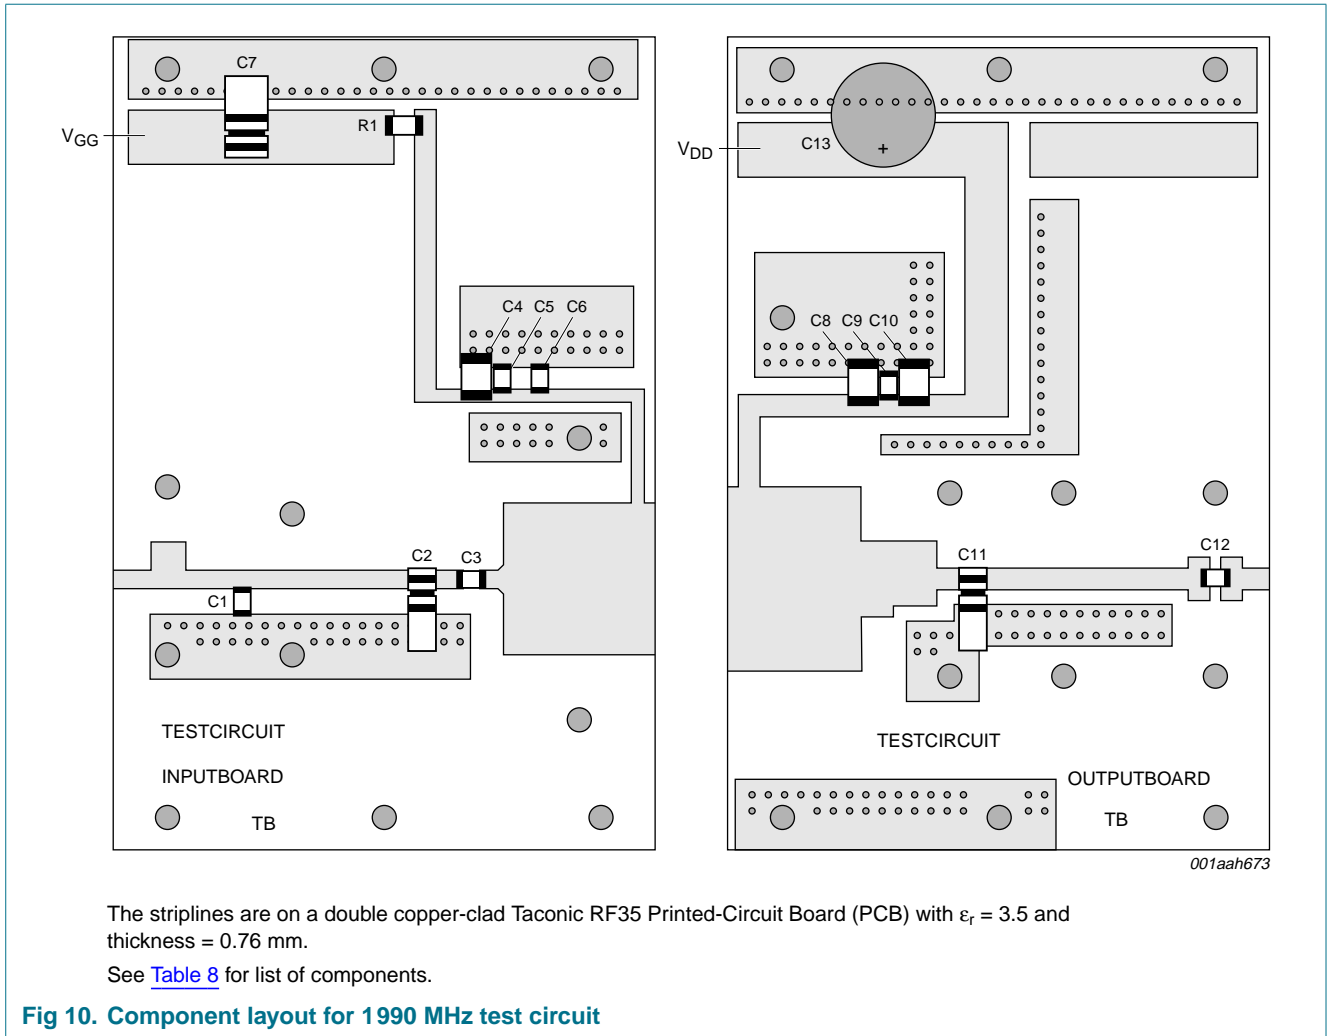 C7
R1
V_GG
C4 C5 C6
C2 C3
C1
TESTCIRCUIT
INPUTBOARD
TB
C13
+
V_DD
C8 C9 C10
C11
C12
TESTCIRCUIT
OUTPUTBOARD
TB
001aah673
The striplines are on a double copper-clad Taconic RF35 Printed-Circuit Board (PCB) with εr = 3.5 and
thickness = 0.76 mm.
See Table 8 for list of components.
Fig 10. Component layout for 1990 MHz test circuit